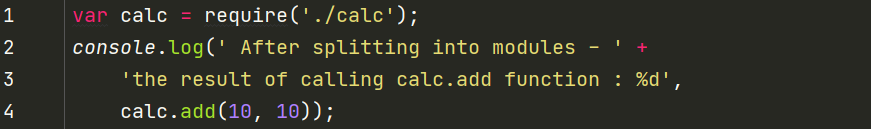 1 var calc = require('./calc');
2 console.log(' After splitting into modules - ' +
3     'the result of calling calc.add function : %d',
4     calc.add(10, 10));